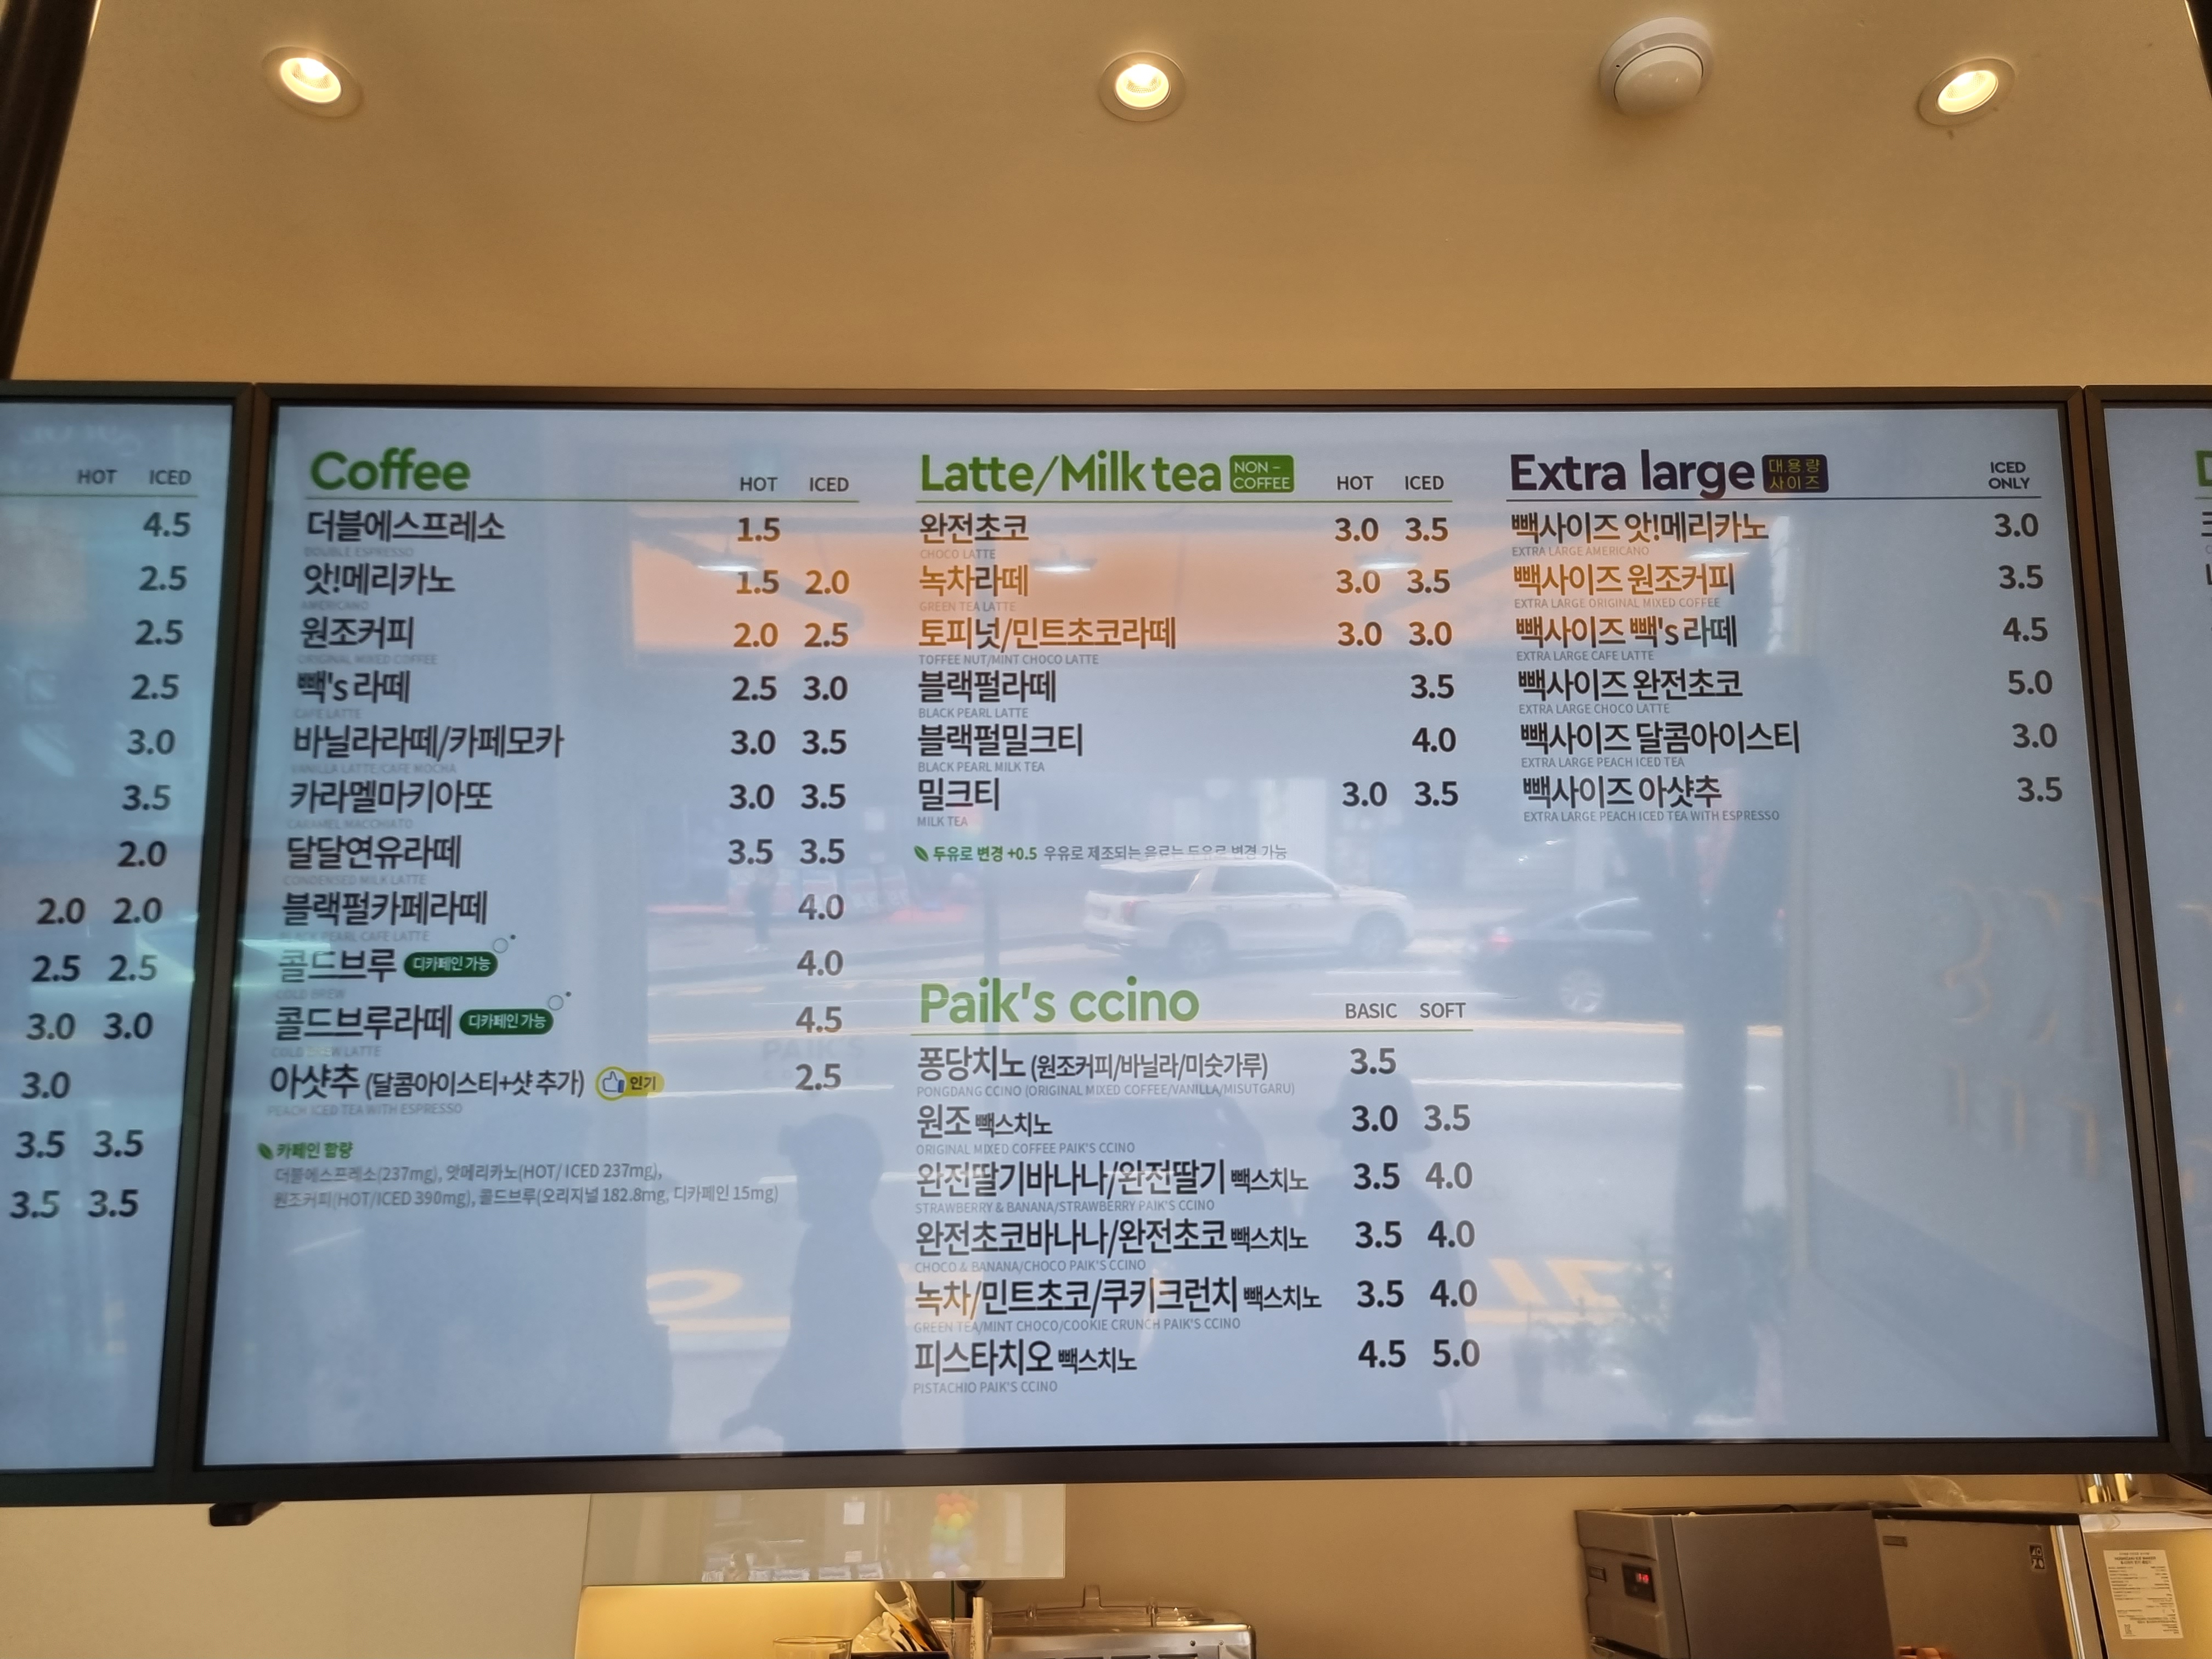 HOT ICED
4.5
2.5
2.5
2.5
3.0
3.5
2.0
2.0 2.0
2.5 2.5
3.0 3.0
3.0
3.5 3.5
3.5 3.5
Coffee HOT ICED
더블에스프레소 1.5
DOUBLE ESPRESSO
앗!메리카노 1.5 2.0
AMERICANO
원조커피 2.0 2.5
ORIGINAL MIXED COFFEE
빽's 라떼 2.5 3.0
CAFE LATTE
바닐라라떼/카페모카 3.0 3.5
VANILLA LATTE/CAFE MOCHA
카라멜마키아또 3.0 3.5
CARAMEL MACCHIATO
달달연유라떼 3.5 3.5
CONDENSED MILK LATTE
블랙펄카페라떼 4.0
BLACK PEARL CAFE LATTE
콜드브루 디카페인 가능 4.0
COLD BREW
콜드브루라떼 디카페인 가능 4.5
COLD BREW LATTE
아샷추 (달콤아이스티+샷 추가) 인기 2.5
PEACH ICED TEA WITH ESPRESSO
카페인 함량
더블에스프레소(237mg), 앗메리카노(HOT/ ICED 237mg),
원조커피(HOT/ICED 390mg), 콜드브루(오리지널 182.8mg, 디카페인 15mg)
Latte/Milk tea NON-COFFEE HOT ICED
완전초코 3.0 3.5
CHOCO LATTE
녹차라떼 3.0 3.5
GREEN TEA LATTE
토피넛/민트초코라떼 3.0 3.0
TOFFEE NUT/MINT CHOCO LATTE
블랙펄라떼 3.5
BLACK PEARL LATTE
블랙펄밀크티 4.0
BLACK PEARL MILK TEA
밀크티 3.0 3.5
MILK TEA
두유로 변경 +0.5 우유로 제조되는 음료는 두유로 변경 가능
Paik's ccino BASIC SOFT
퐁당치노 (원조커피/바닐라/미숫가루) 3.5
PONGDANG CCINO (ORIGINAL MIXED COFFEE/VANILLA/MISUTGARU)
원조 빽스치노 3.0 3.5
ORIGINAL MIXED COFFEE PAIK'S CCINO
완전딸기바나나/완전딸기 빽스치노 3.5 4.0
STRAWBERRY & BANANA/STRAWBERRY PAIK'S CCINO
완전초코바나나/완전초코 빽스치노 3.5 4.0
CHOCO & BANANA/CHOCO PAIK'S CCINO
녹차/민트초코/쿠키크런치 빽스치노 3.5 4.0
GREEN TEA/MINT CHOCO/COOKIE CRUNCH PAIK'S CCINO
피스타치오 빽스치노 4.5 5.0
PISTACHIO PAIK'S CCINO
Extra large 대용량 사이즈 ICED ONLY
빽사이즈 앗!메리카노 3.0
EXTRA LARGE AMERICANO
빽사이즈 원조커피 3.5
EXTRA LARGE ORIGINAL MIXED COFFEE
빽사이즈 빽's 라떼 4.5
EXTRA LARGE CAFE LATTE
빽사이즈 완전초코 5.0
EXTRA LARGE CHOCO LATTE
빽사이즈 달콤아이스티 3.0
EXTRA LARGE PEACH ICED TEA
빽사이즈 아샷추 3.5
EXTRA LARGE PEACH ICED TEA WITH ESPRESSO